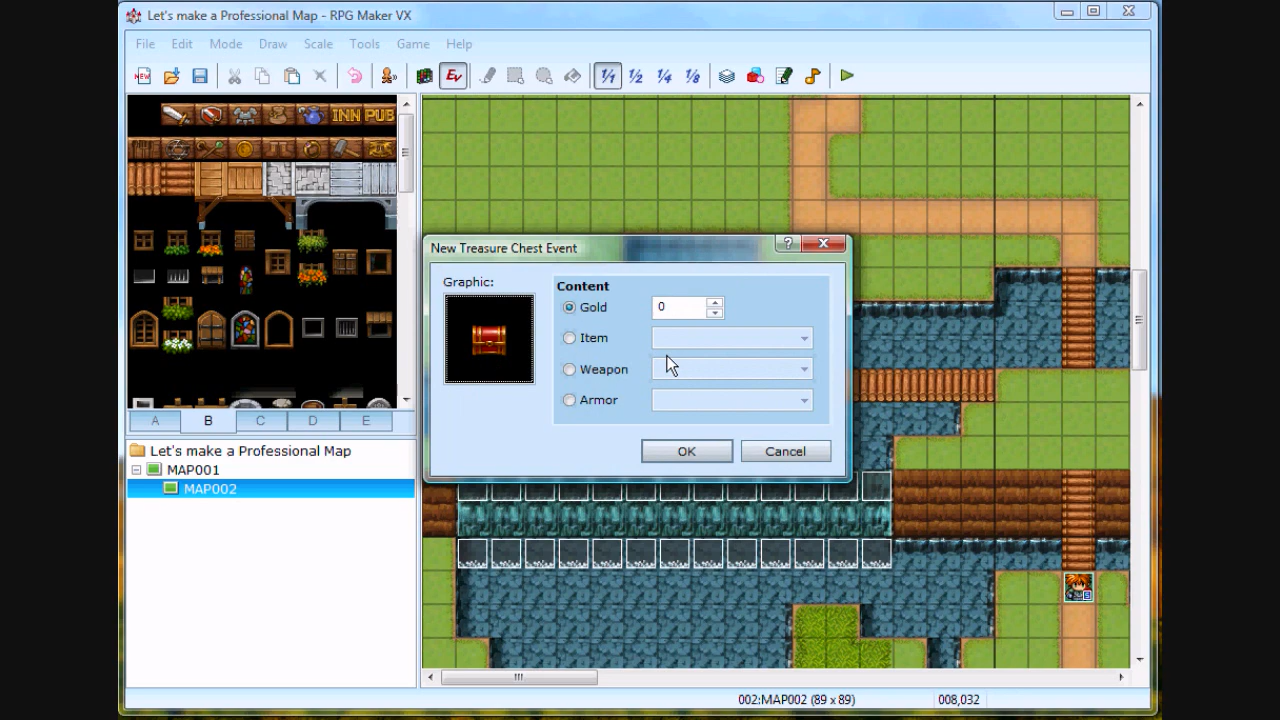 Let's make a Professional Map - RPG Maker VX
File Edit Mode Draw Scale Tools Game Help
NEW Ev 1/1 1/2 1/4 1/8
INN PUB
New Treasure Chest Event
Graphic:
Content
Gold 0
Item
Weapon
Armor
OK Cancel
A B C D E
Let's make a Professional Map
MAP001
MAP002
S
002:MAP002 (89 x 89) 008,032